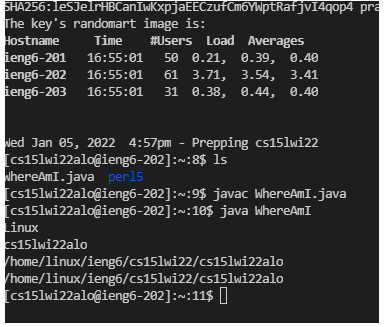 SHA256:leSJelrHBCanIwKxpjaEECzufCm6YWptRafjvI4qop4 pra
The key's randomart image is:
Hostname     Time    #Users  Load  Averages
ieng6-201   16:55:01   50  0.21,  0.39,  0.40
ieng6-202   16:55:01   61  3.71,  3.54,  3.41
ieng6-203   16:55:01   31  0.38,  0.44,  0.40
Wed Jan 05, 2022  4:57pm - Prepping cs15lwi22
[cs15lwi22alo@ieng6-202]:~:8$ ls
WhereAmI.java  perl5
[cs15lwi22alo@ieng6-202]:~:9$ javac WhereAmI.java
[cs15lwi22alo@ieng6-202]:~:10$ java WhereAmI
Linux
cs15lwi22alo
/home/linux/ieng6/cs15lwi22/cs15lwi22alo
/home/linux/ieng6/cs15lwi22/cs15lwi22alo
[cs15lwi22alo@ieng6-202]:~:11$